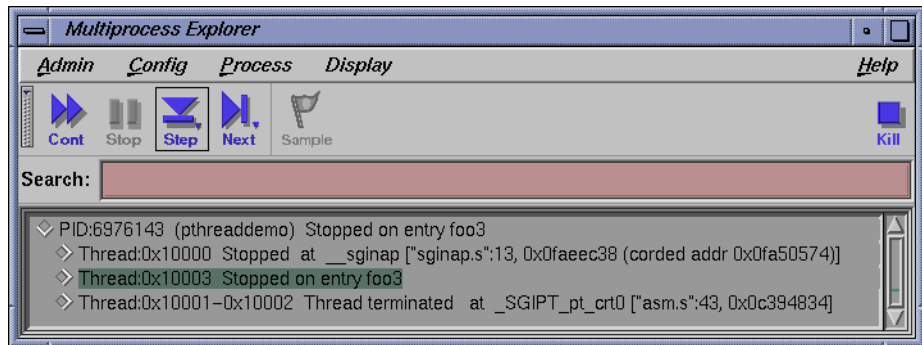 Multiprocess Explorer
Admin Config Process Display Help
Cont Stop Step Next Sample Kill
Search:
PID:6976143 (pthreaddemo) Stopped on entry foo3
Thread:0x10000 Stopped at __sginap ["sginap.s":13, 0x0faeec38 (corded addr 0x0fa50574)]
Thread:0x10003 Stopped on entry foo3
Thread:0x10001-0x10002 Thread terminated at _SGIPT_pt_crt0 ["asm.s":43, 0x0c394834]